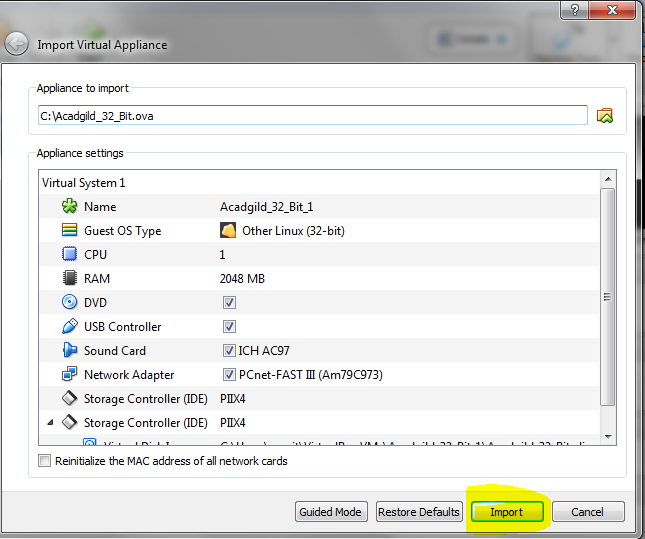 Import Virtual Appliance
Appliance to import
C:\Acadgild_32_Bit.ova
Appliance settings
Virtual System 1
Name Acadgild_32_Bit_1
Guest OS Type Other Linux (32-bit)
CPU 1
RAM 2048 MB
DVD
USB Controller
Sound Card ICH AC97
Network Adapter PCnet-FAST III (Am79C973)
Storage Controller (IDE) PIIX4
Storage Controller (IDE) PIIX4
Reinitialize the MAC address of all network cards
Guided Mode Restore Defaults Import Cancel